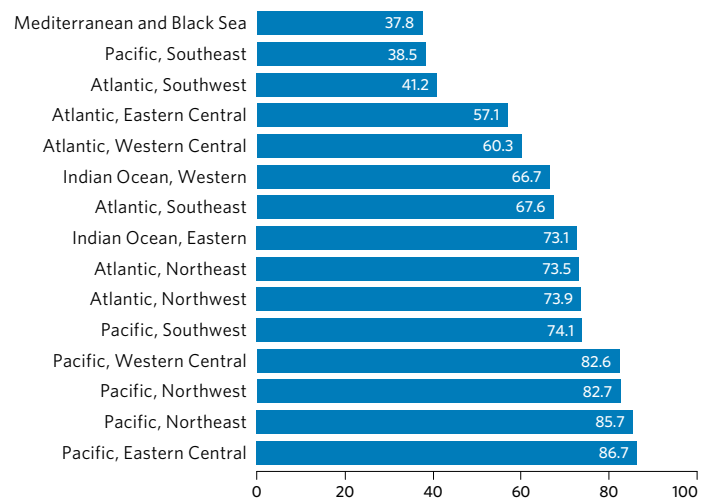 Mediterranean and Black Sea 37.8
Pacific, Southeast 38.5
Atlantic, Southwest 41.2
Atlantic, Eastern Central 57.1
Atlantic, Western Central 60.3
Indian Ocean, Western 66.7
Atlantic, Southeast 67.6
Indian Ocean, Eastern 73.1
Atlantic, Northeast 73.5
Atlantic, Northwest 73.9
Pacific, Southwest 74.1
Pacific, Western Central 82.6
Pacific, Northwest 82.7
Pacific, Northeast 85.7
Pacific, Eastern Central 86.7
0 20 40 60 80 100